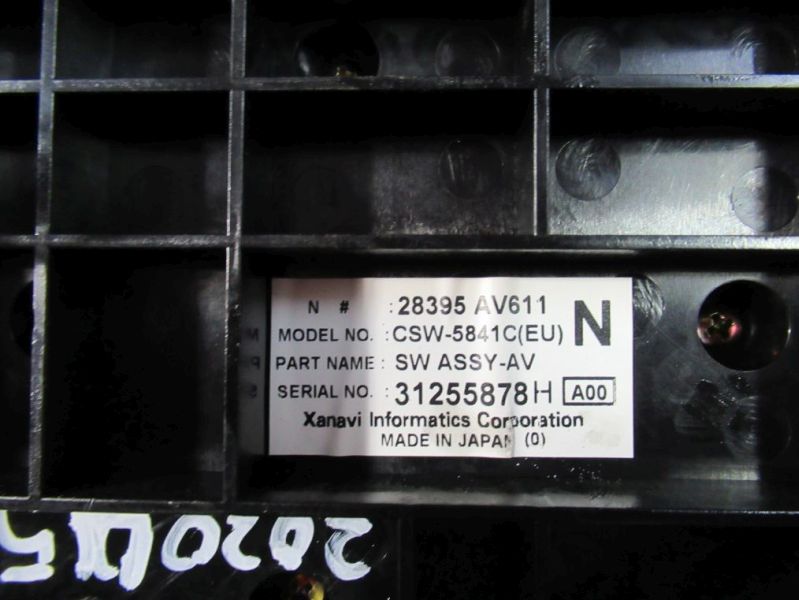 N # : 28395 AV611 N
MODEL NO. : CSW-5841C(EU)
PART NAME : SW ASSY-AV
SERIAL NO. : 31255878H A00
Xanavi Informatics Corporation
MADE IN JAPAN (0)